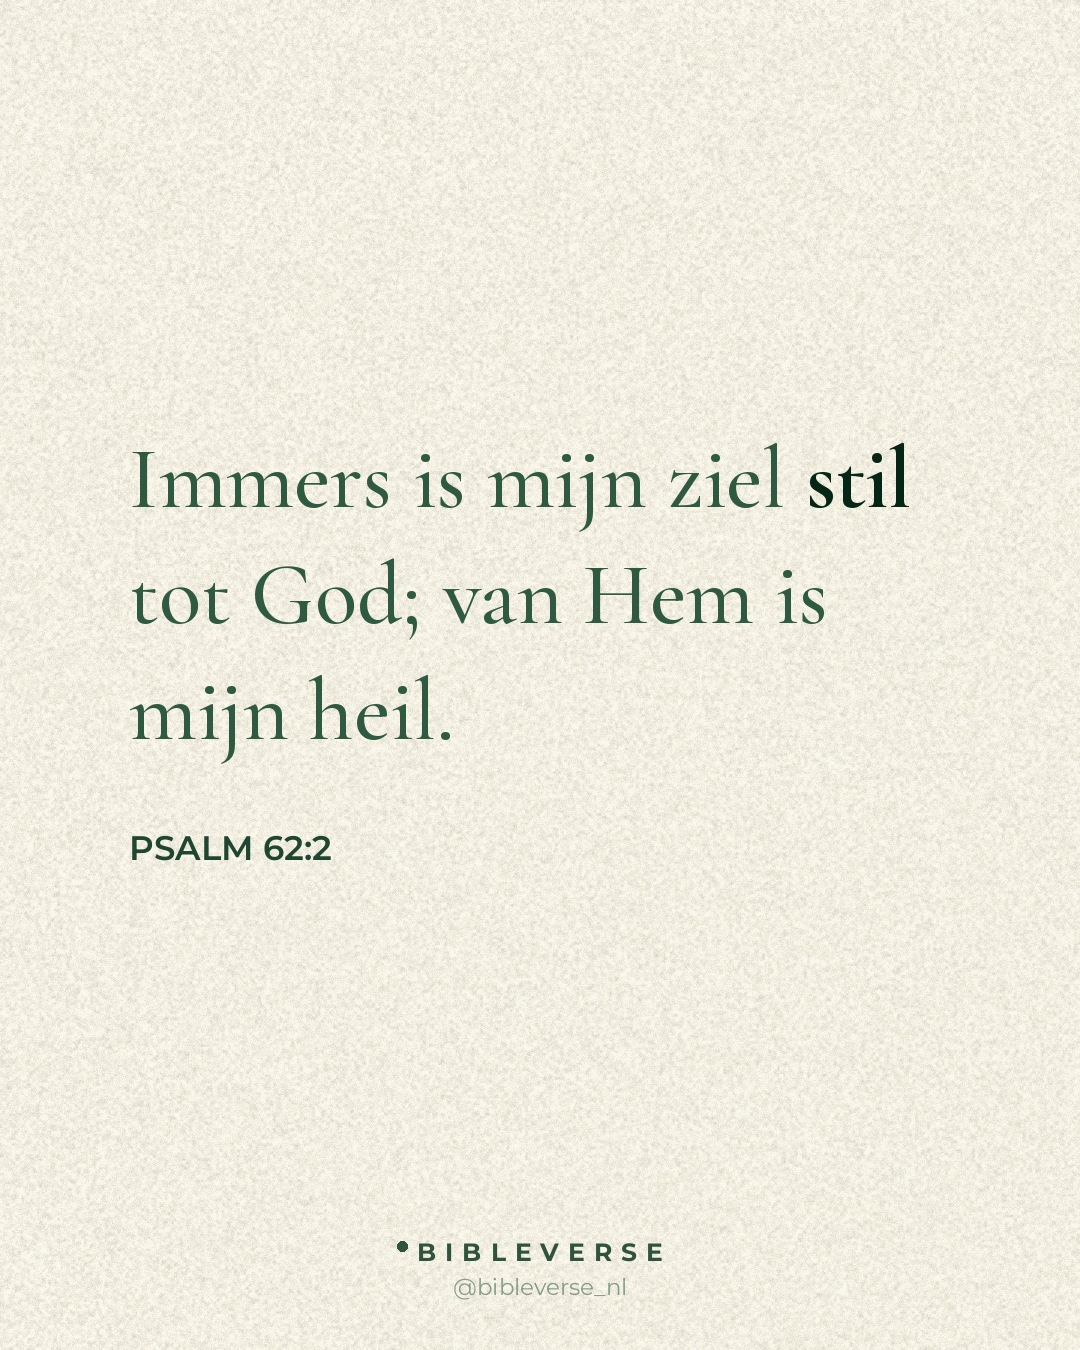 Immers is mijn ziel stil
tot God; van Hem is
mijn heil.
PSALM 62:2
BIBLEVERSE
@bibleverse_nl